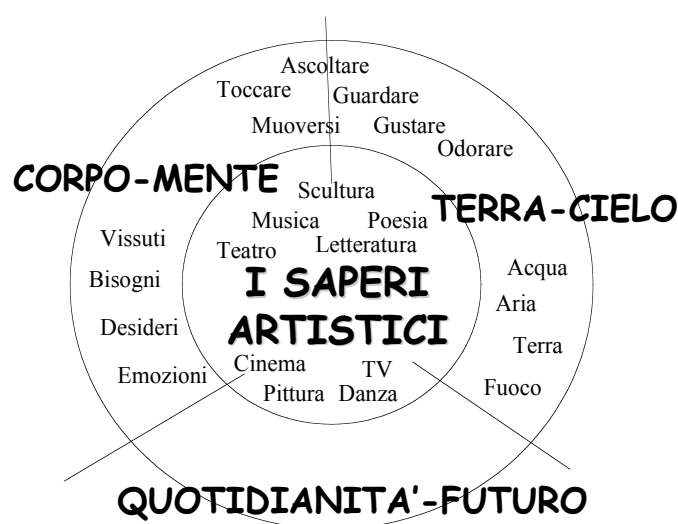 Ascoltare
Toccare
Guardare
Muoversi
Gustare
Odorare
CORPO-MENTE
Scultura
TERRA-CIELO
Musica
Poesia
Vissuti
Teatro
Letteratura
Acqua
Bisogni
I SAPERI
ARTISTICI
Aria
Desideri
Terra
Cinema
TV
Emozioni
Fuoco
Pittura
Danza
QUOTIDIANITA'-FUTURO